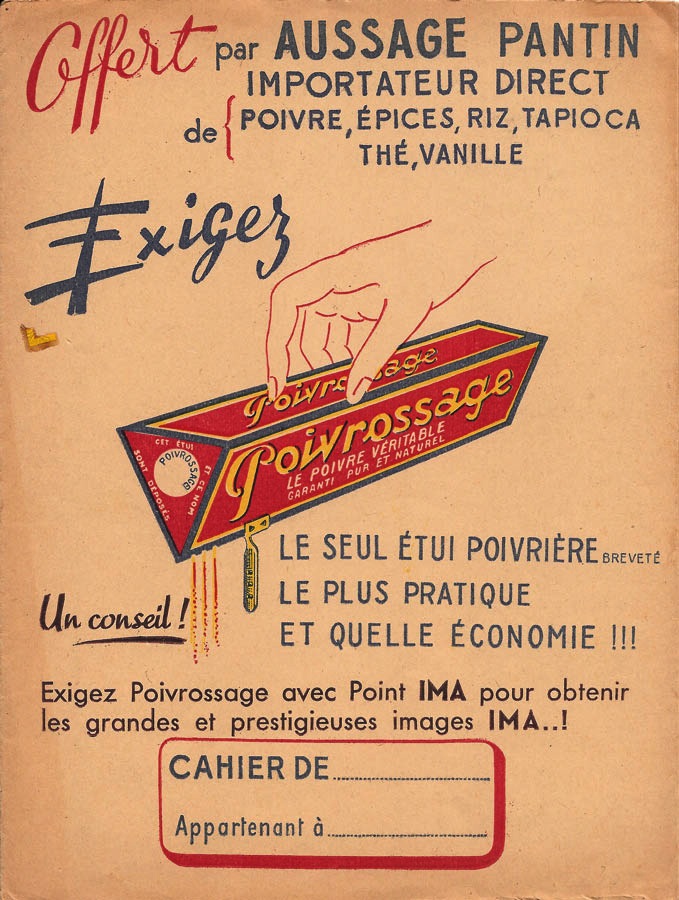 Offert par AUSSAGE PANTIN
IMPORTATEUR DIRECT
de { POIVRE, ÉPICES, RIZ, TAPIOCA
THÉ, VANILLE
Exigez
Poivrossage
Poivrossage
LE POIVRE VÉRITABLE
GARANTI PUR ET NATUREL
CET ÉTUI
ET CE NOM
SONT DÉPOSÉS
POIVROSSAGE
LE SEUL ÉTUI POIVRIÈRE BREVETÉ
LE PLUS PRATIQUE
Un conseil !
ET QUELLE ÉCONOMIE !!!
Exigez Poivrossage avec Point IMA pour obtenir
les grandes et prestigieuses images IMA..!
CAHIER DE
Appartenant à